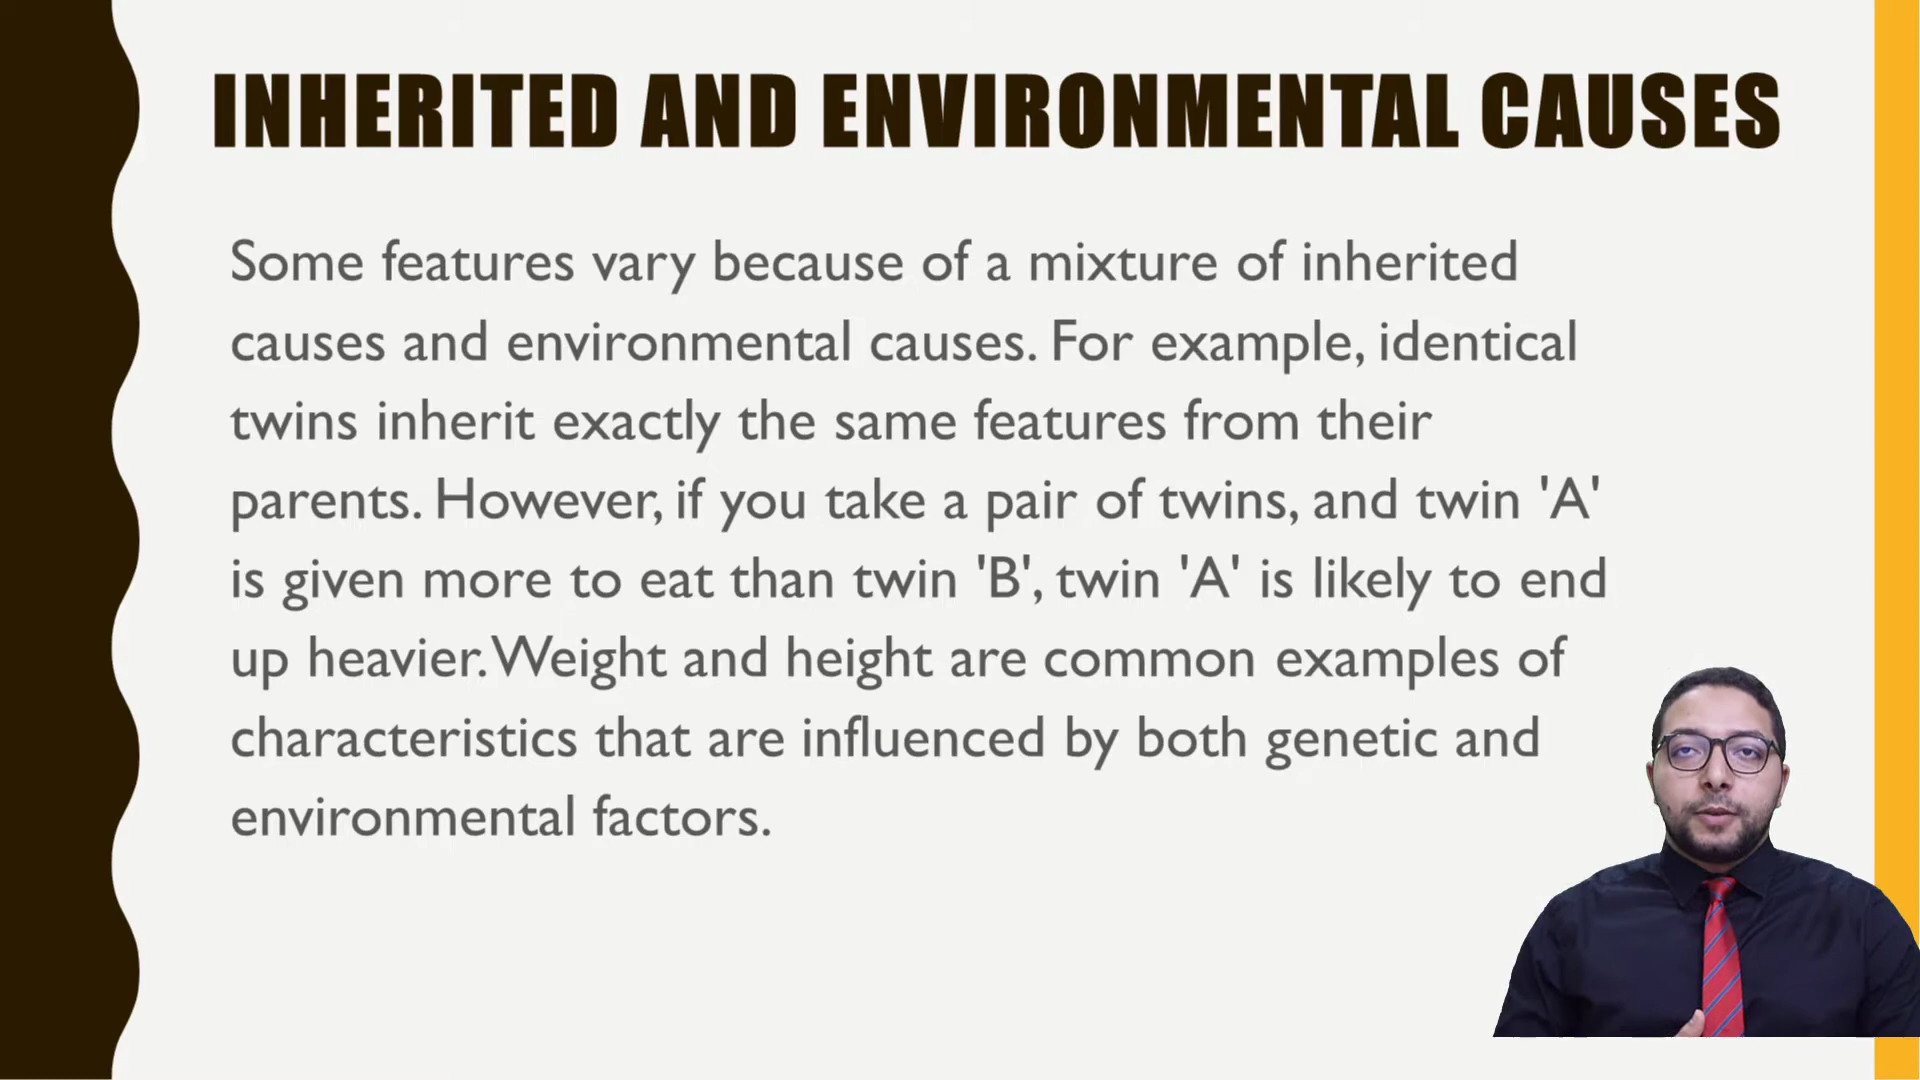 INHERITED AND ENVIRONMENTAL CAUSES
Some features vary because of a mixture of inherited
causes and environmental causes. For example, identical
twins inherit exactly the same features from their
parents. However, if you take a pair of twins, and twin 'A'
is given more to eat than twin 'B', twin 'A' is likely to end
up heavier. Weight and height are common examples of
characteristics that are influenced by both genetic and
environmental factors.